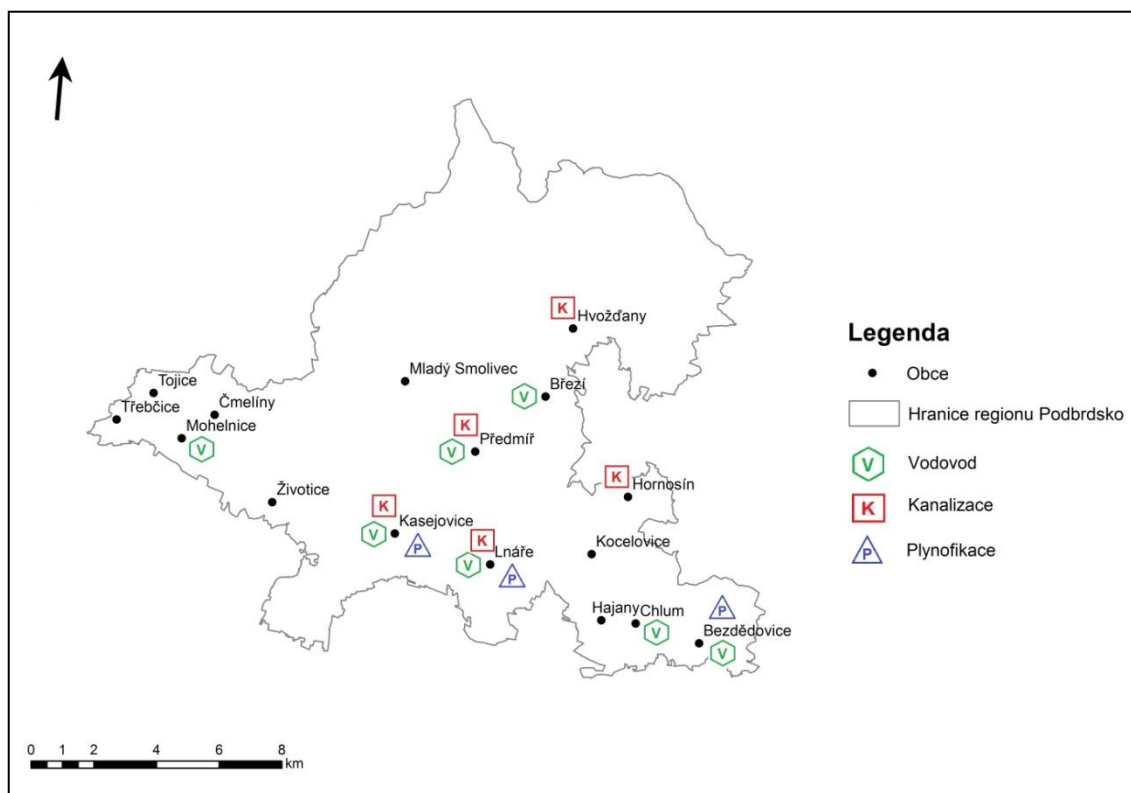 K
Hvožďany
Mladý Smolivec
V
Březí
Tojice
Třebčice
Čmelíny
Mohelnice
V
K
Předmíř
V
Životice
K
Hornosín
K
Kasejovice
V
P
K
Lnáře
V
P
Kocelovice
Hajany
Chlum
V
P
Bezdědovice
V
Legenda
Obce
Hranice regionu Podbrdsko
V
Vodovod
K
Kanalizace
P
Plynofikace
0 1 2 4 6 8
km